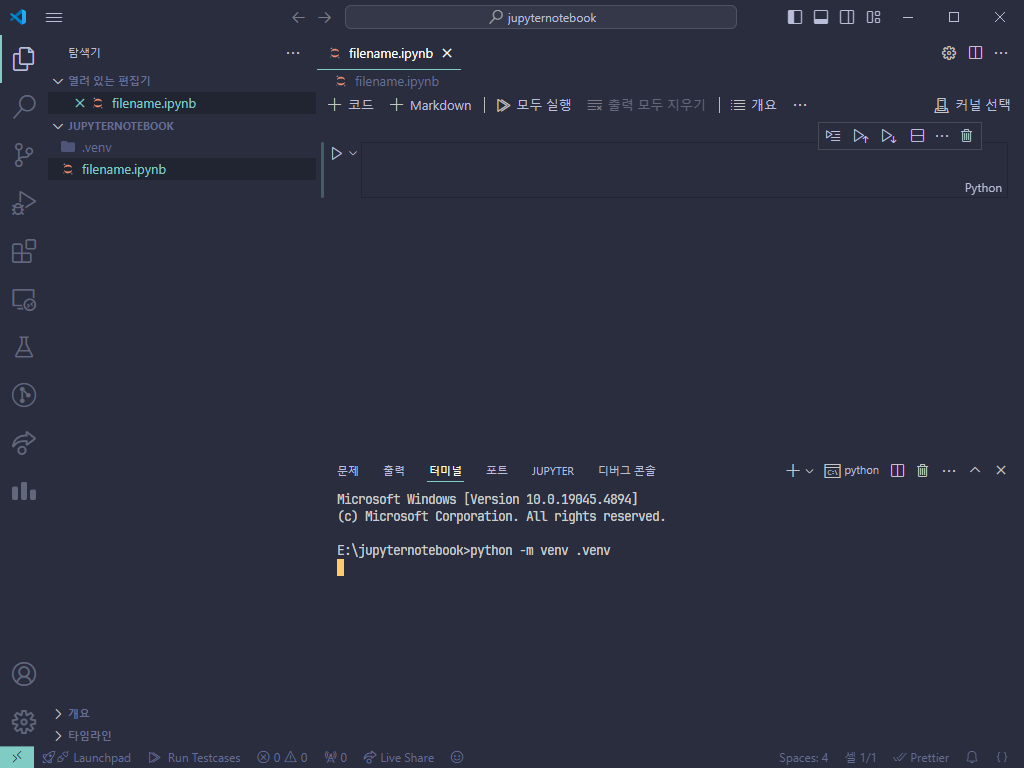 jupyternotebook
탐색기
열려 있는 편집기
filename.ipynb
JUPYTERNOTEBOOK
.venv
filename.ipynb
filename.ipynb
filename.ipynb
코드 Markdown 모두 실행 출력 모두 지우기 개요 커널 선택
Python
문제 출력 터미널 포트 JUPYTER 디버그 콘솔 python
Microsoft Windows [Version 10.0.19045.4894]
(c) Microsoft Corporation. All rights reserved.
E:\jupyternotebook>python -m venv .venv
개요
타임라인
Launchpad Run Testcases 0 0 0 Live Share Spaces: 4 셀 1/1 Prettier